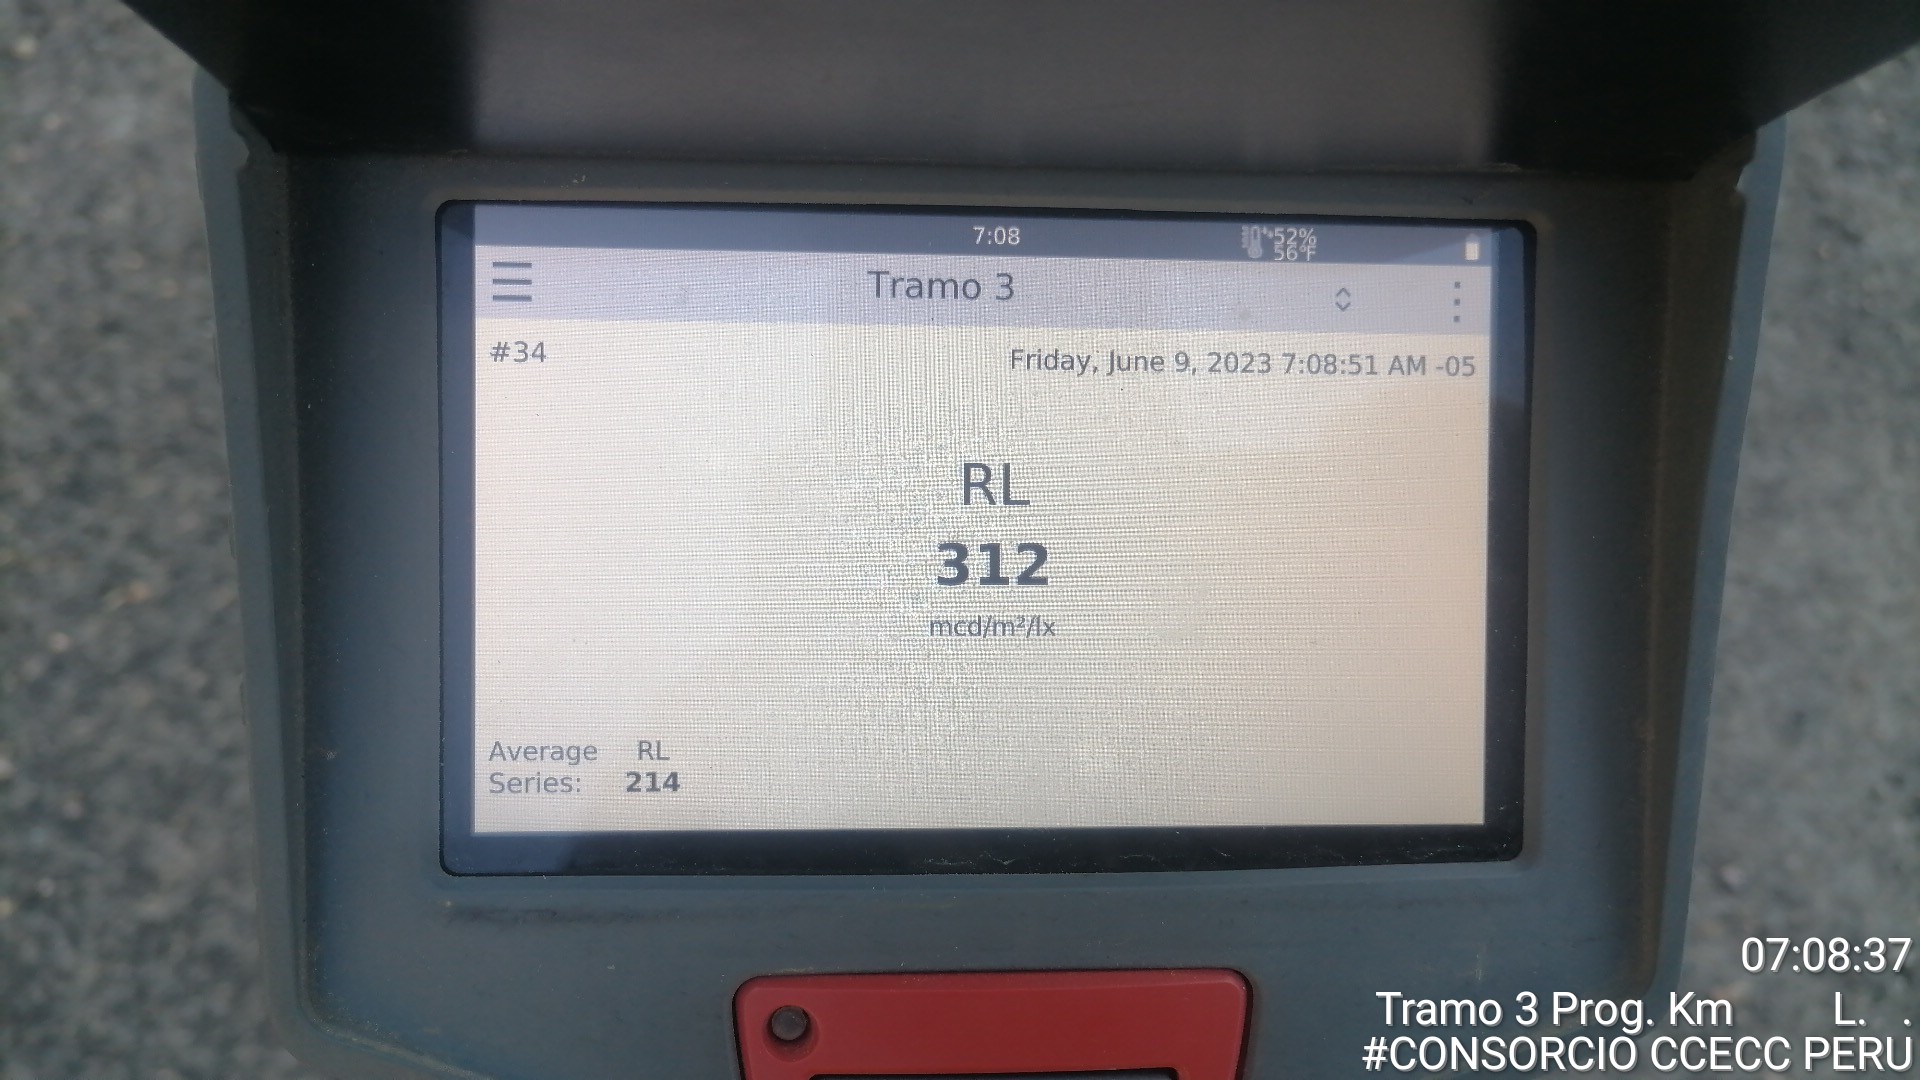 7:08
52%
56°F
Tramo 3
#34
Friday, June 9, 2023 7:08:51 AM -05
RL
312
mcd/m²/lx
Average RL
Series: 214
07:08:37
Tramo 3 Prog. Km L. .
#CONSORCIO CCECC PERU